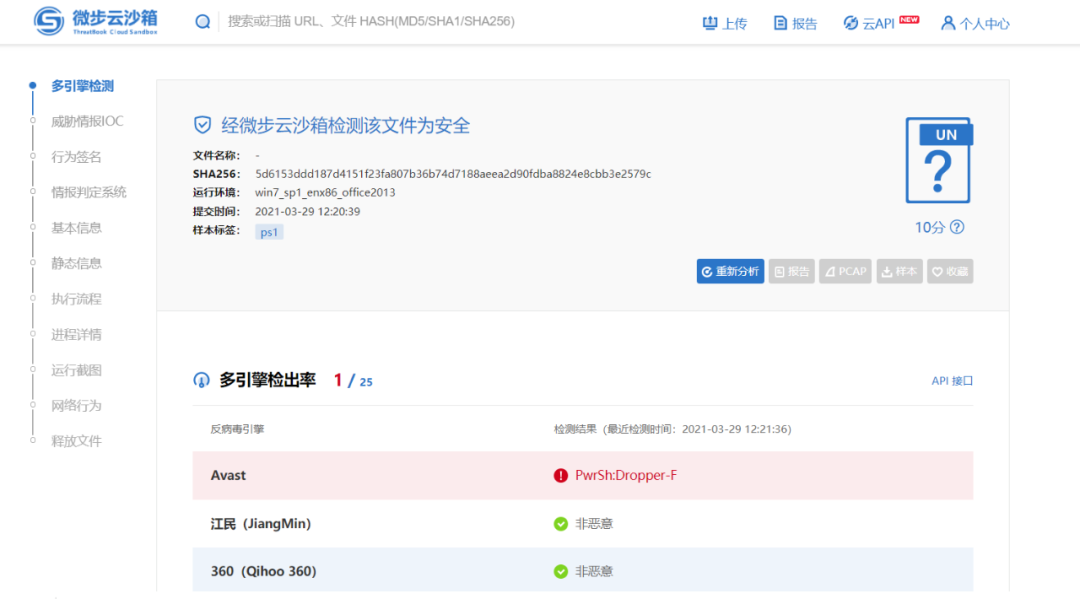 微步云沙箱
ThreatBook Cloud Sandbox
搜索或扫描 URL、文件 HASH(MD5/SHA1/SHA256)
上传
报告
云API NEW
个人中心
多引擎检测
威胁情报IOC
行为签名
情报判定系统
基本信息
静态信息
执行流程
进程详情
运行截图
网络行为
释放文件
经微步云沙箱检测该文件为安全
文件名称： -
SHA256： 5d6153ddd187d4151f23fa807b36b74d7188aeea2d90fdba8824e8cbb3e2579c
运行环境： win7_sp1_enx86_office2013
提交时间： 2021-03-29 12:20:39
样本标签： ps1
UN
?
10分 ?
重新分析
报告
PCAP
样本
收藏
多引擎检出率 1 / 25
API 接口
反病毒引擎 检测结果（最近检测时间：2021-03-29 12:21:36）
Avast PwrSh:Dropper-F
江民（JiangMin） 非恶意
360（Qihoo 360） 非恶意